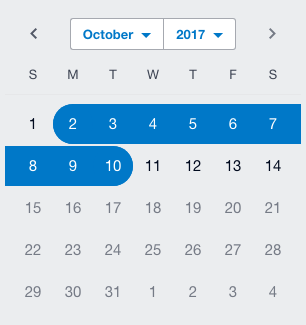 October 2017
S M T W T F S
1 2 3 4 5 6 7
8 9 10 11 12 13 14
15 16 17 18 19 20 21
22 23 24 25 26 27 28
29 30 31 1 2 3 4